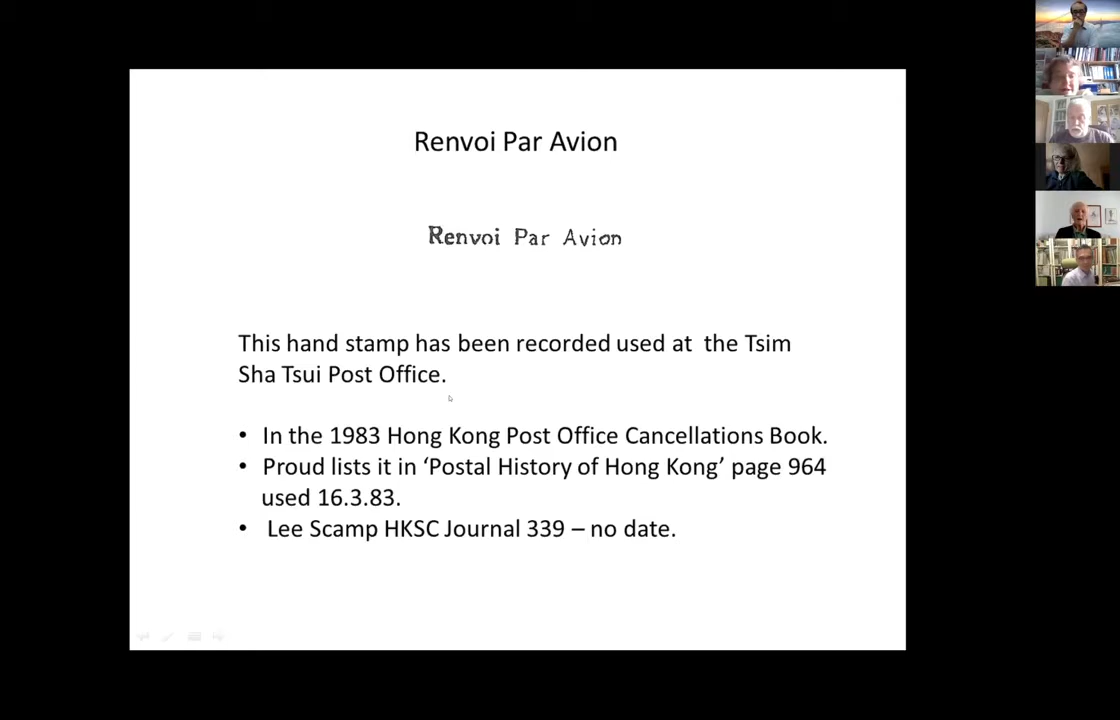 Renvoi Par Avion
Renvoi Par Avion
This hand stamp has been recorded used at the Tsim
Sha Tsui Post Office.
• In the 1983 Hong Kong Post Office Cancellations Book.
• Proud lists it in ‘Postal History of Hong Kong’ page 964
used 16.3.83.
• Lee Scamp HKSC Journal 339 – no date.